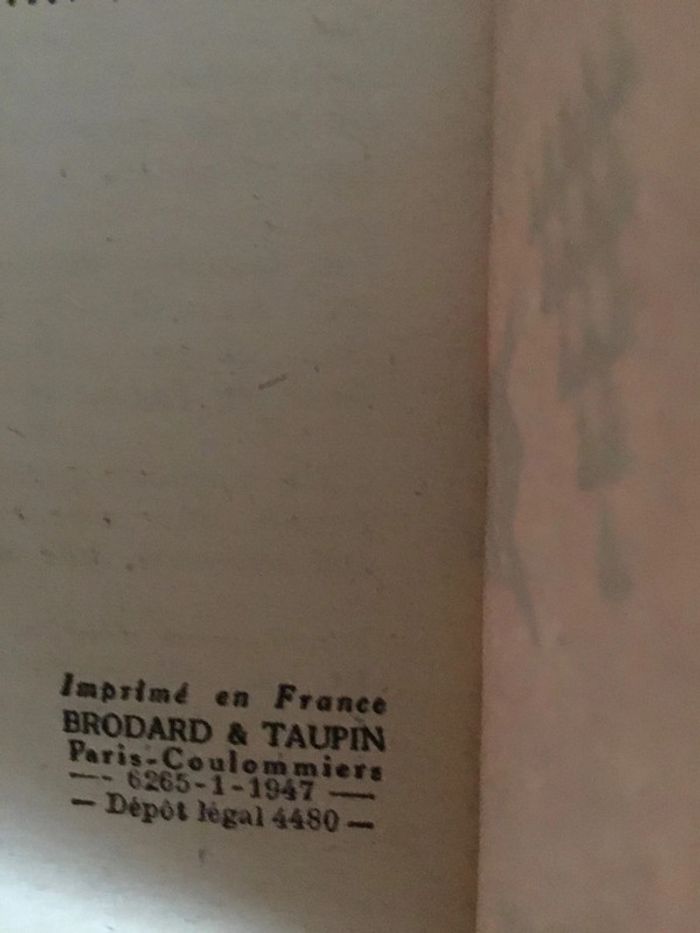 Imprimé en France
BRODARD & TAUPIN
Paris-Coulommiers
—- 6265-1-1947 —
— Dépôt légal 4480 —